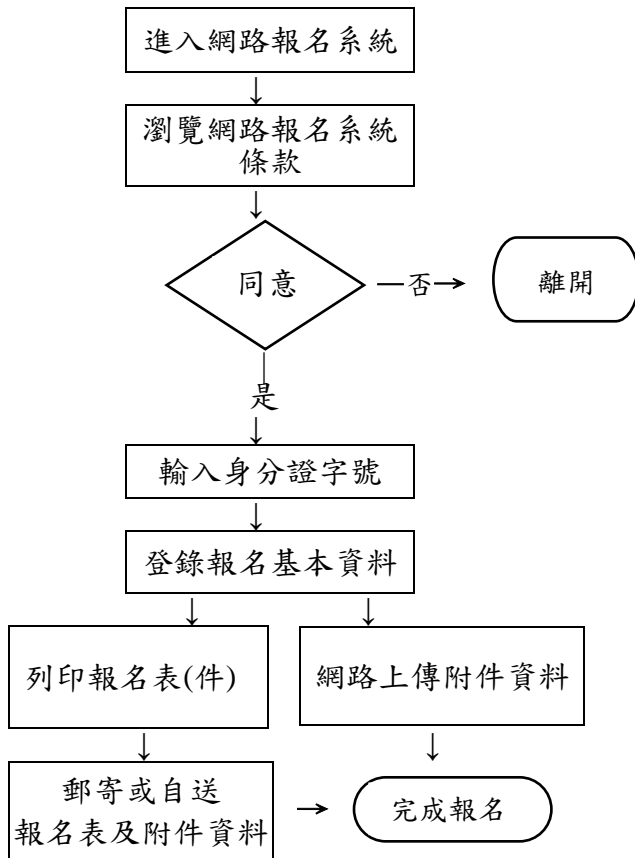 進入網路報名系統
瀏覽網路報名系統
條款
同意
否
離開
是
輸入身分證字號
登錄報名基本資料
列印報名表(件)
網路上傳附件資料
郵寄或自送
報名表及附件資料
完成報名